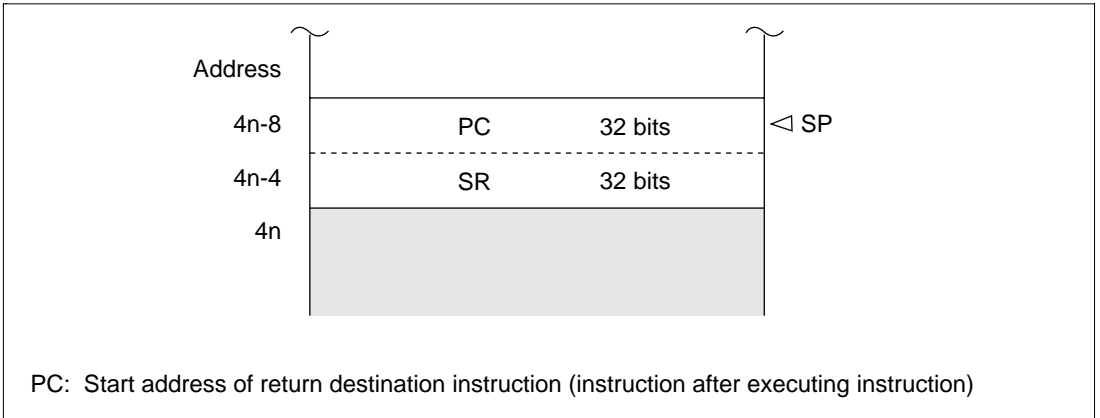 Address
4n-8 PC 32 bits SP
4n-4 SR 32 bits
4n
PC: Start address of return destination instruction (instruction after executing instruction)